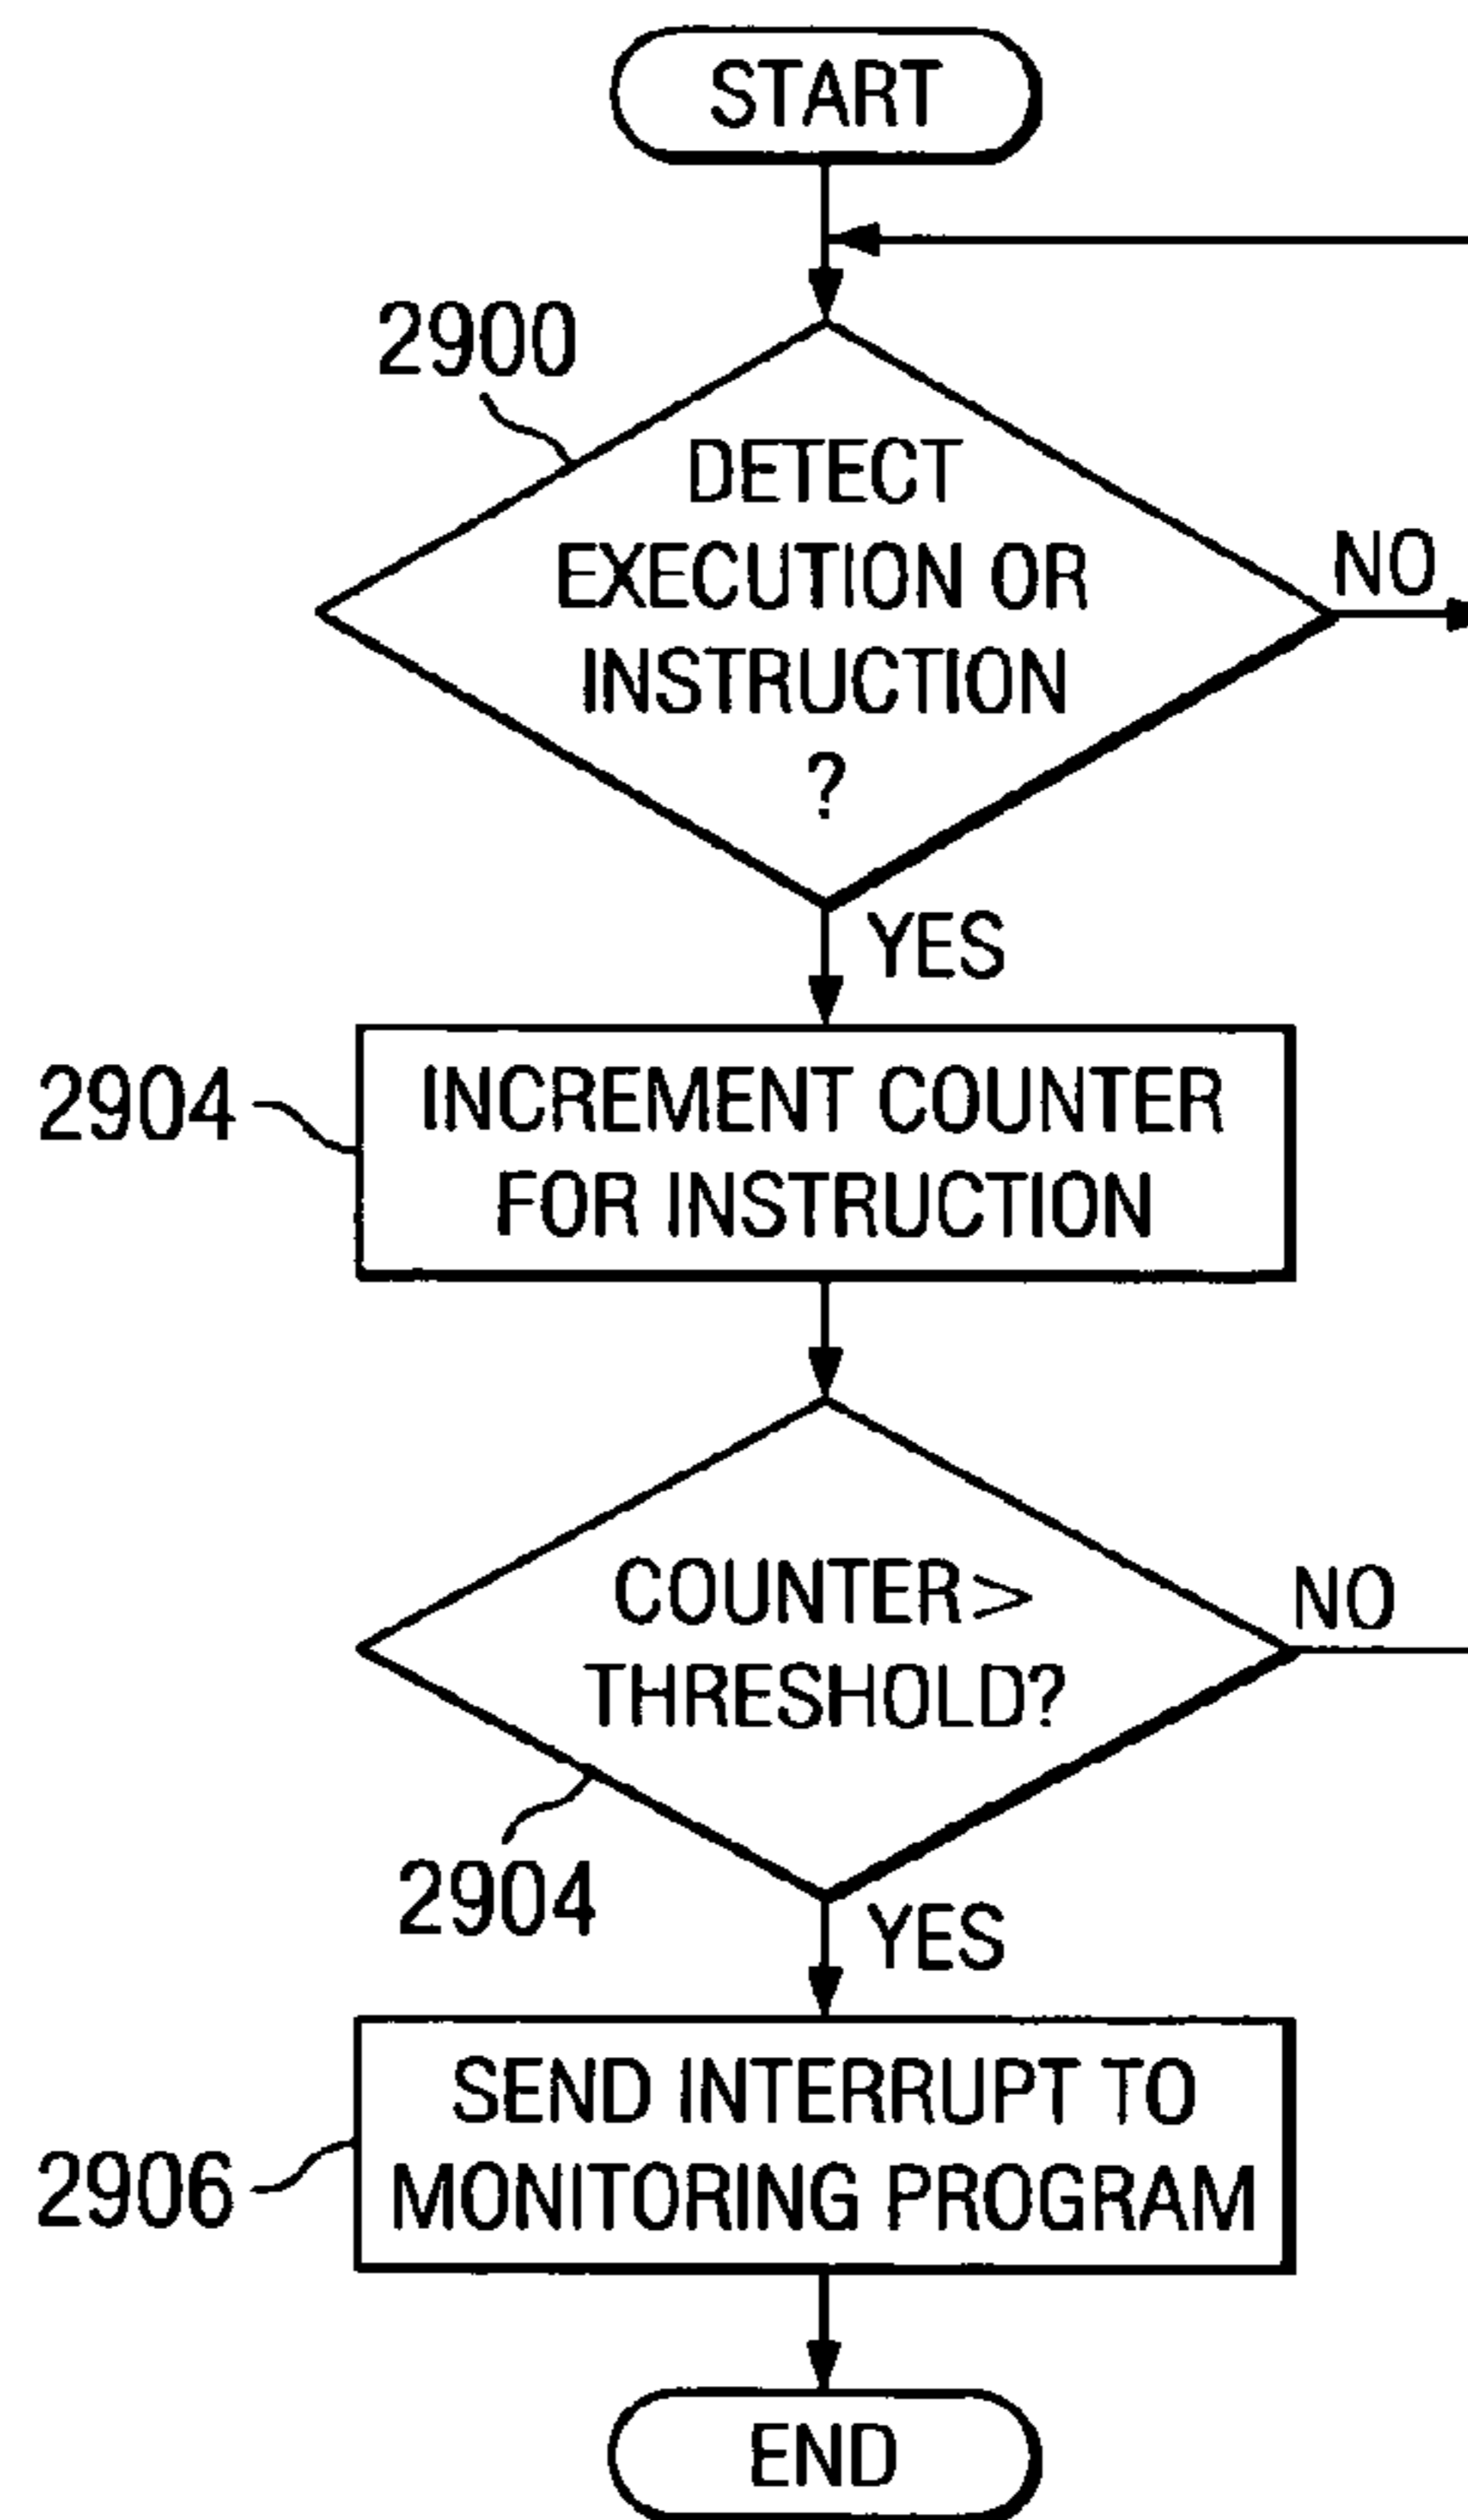 START
2900
DETECT
EXECUTION OR
INSTRUCTION
?
NO
YES
2904
INCREMENT COUNTER
FOR INSTRUCTION
COUNTER>
THRESHOLD?
NO
2904
YES
SEND INTERRUPT TO
MONITORING PROGRAM
2906
END